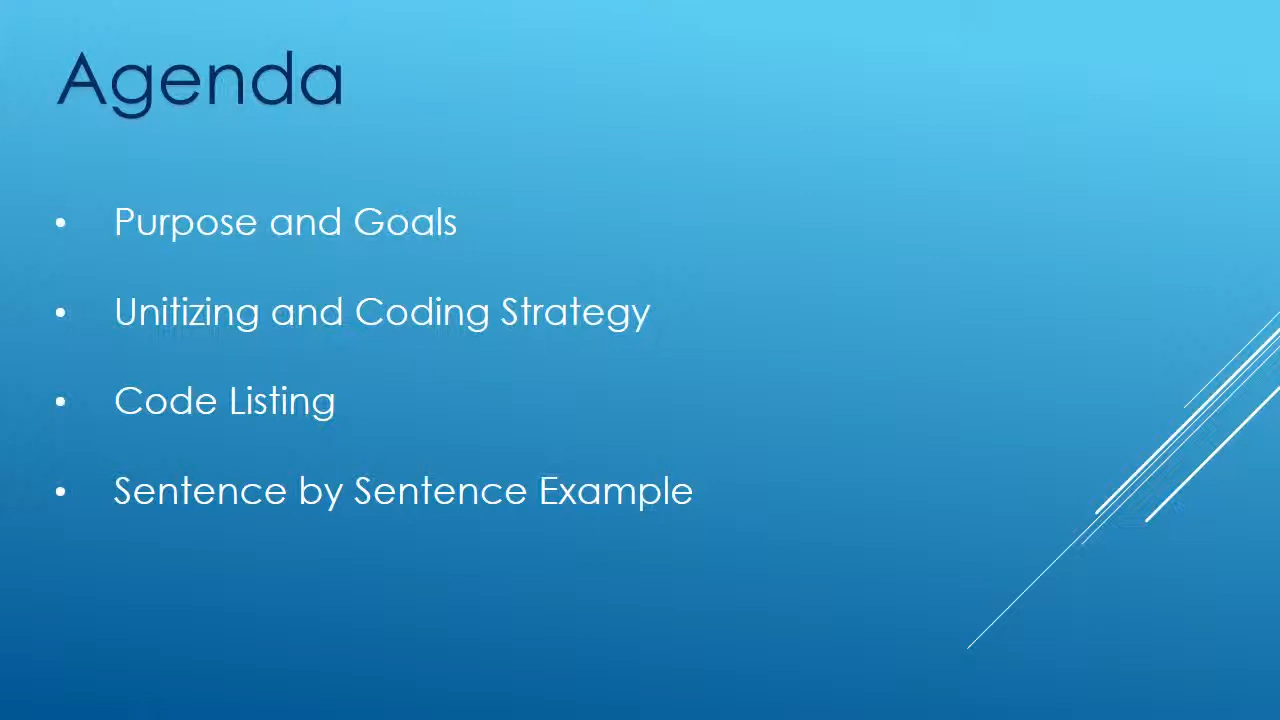 Agenda
• Purpose and Goals
• Unitizing and Coding Strategy
• Code Listing
• Sentence by Sentence Example